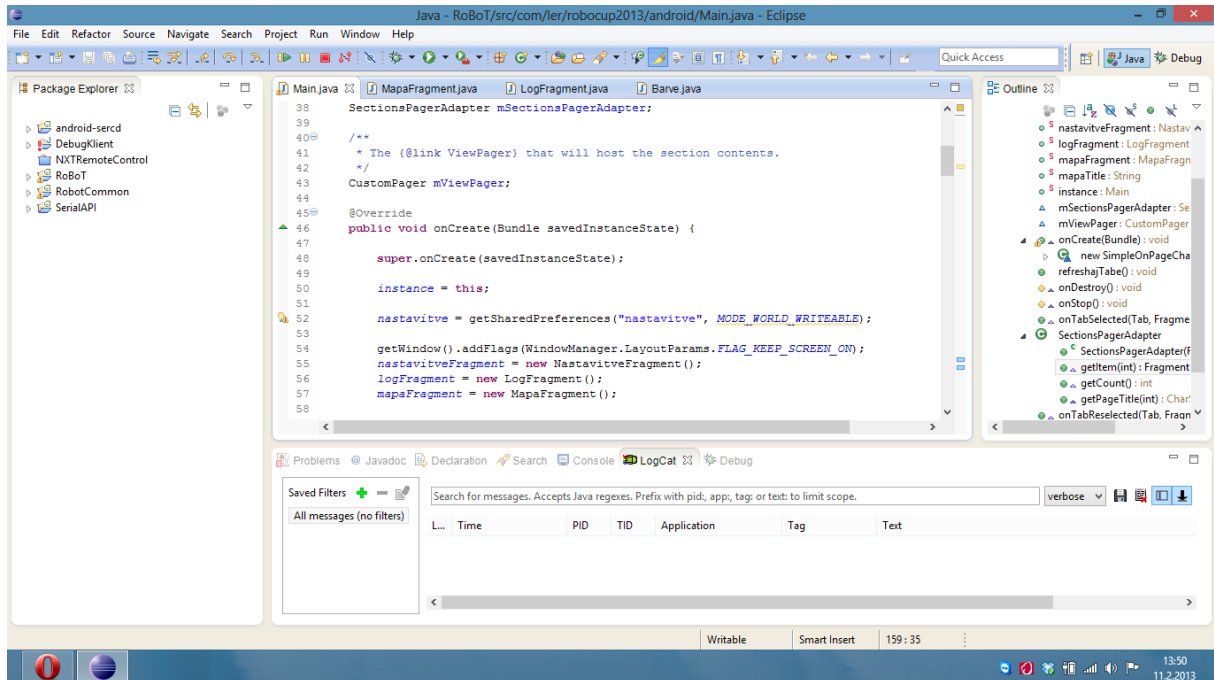 Java - RoBoT/src/com/ler/robocup2013/android/Main.java - Eclipse
File Edit Refactor Source Navigate Search Project Run Window Help
Quick Access
Java
Debug
Package Explorer
android-sercd
DebugKlient
NXTRemoteControl
RoBoT
RobotCommon
SerialAPI
Main.java
MapaFragment.java
LogFragment.java
Barve.java
38 SectionsPagerAdapter mSectionsPagerAdapter;
39
40 /**
41 * The {@link ViewPager} that will host the section contents.
42 */
43 CustomPager mViewPager;
44
45 @Override
46 public void onCreate(Bundle savedInstanceState) {
47
48 super.onCreate(savedInstanceState);
49
50 instance = this;
51
52 nastavitve = getSharedPreferences("nastavitve", MODE_WORLD_WRITEABLE);
53
54 getWindow().addFlags(WindowManager.LayoutParams.FLAG_KEEP_SCREEN_ON);
55 nastavitveFragment = new NastavitveFragment();
56 logFragment = new LogFragment();
57 mapaFragment = new MapaFragment();
58
Outline
nastavitveFragment : Nastav
logFragment : LogFragment
mapaFragment : MapaFragn
mapaTitle : String
instance : Main
mSectionsPagerAdapter : Se
mViewPager : CustomPager
onCreate(Bundle) : void
new SimpleOnPageCha
refreshajTabe() : void
onDestroy() : void
onStop() : void
onTabSelected(Tab, Fragme
SectionsPagerAdapter
SectionsPagerAdapter(F
getItem(int) : Fragment
getCount() : int
getPageTitle(int) : Char
onTabReselected(Tab, Fragn
Problems @ Javadoc Declaration Search Console LogCat Debug
Saved Filters
All messages (no filters)
Search for messages. Accepts Java regexes. Prefix with pid:, app:, tag: or text: to limit scope.
verbose
L... Time PID TID Application Tag Text
Writable Smart Insert 159 : 35
13:50
11.2.2013